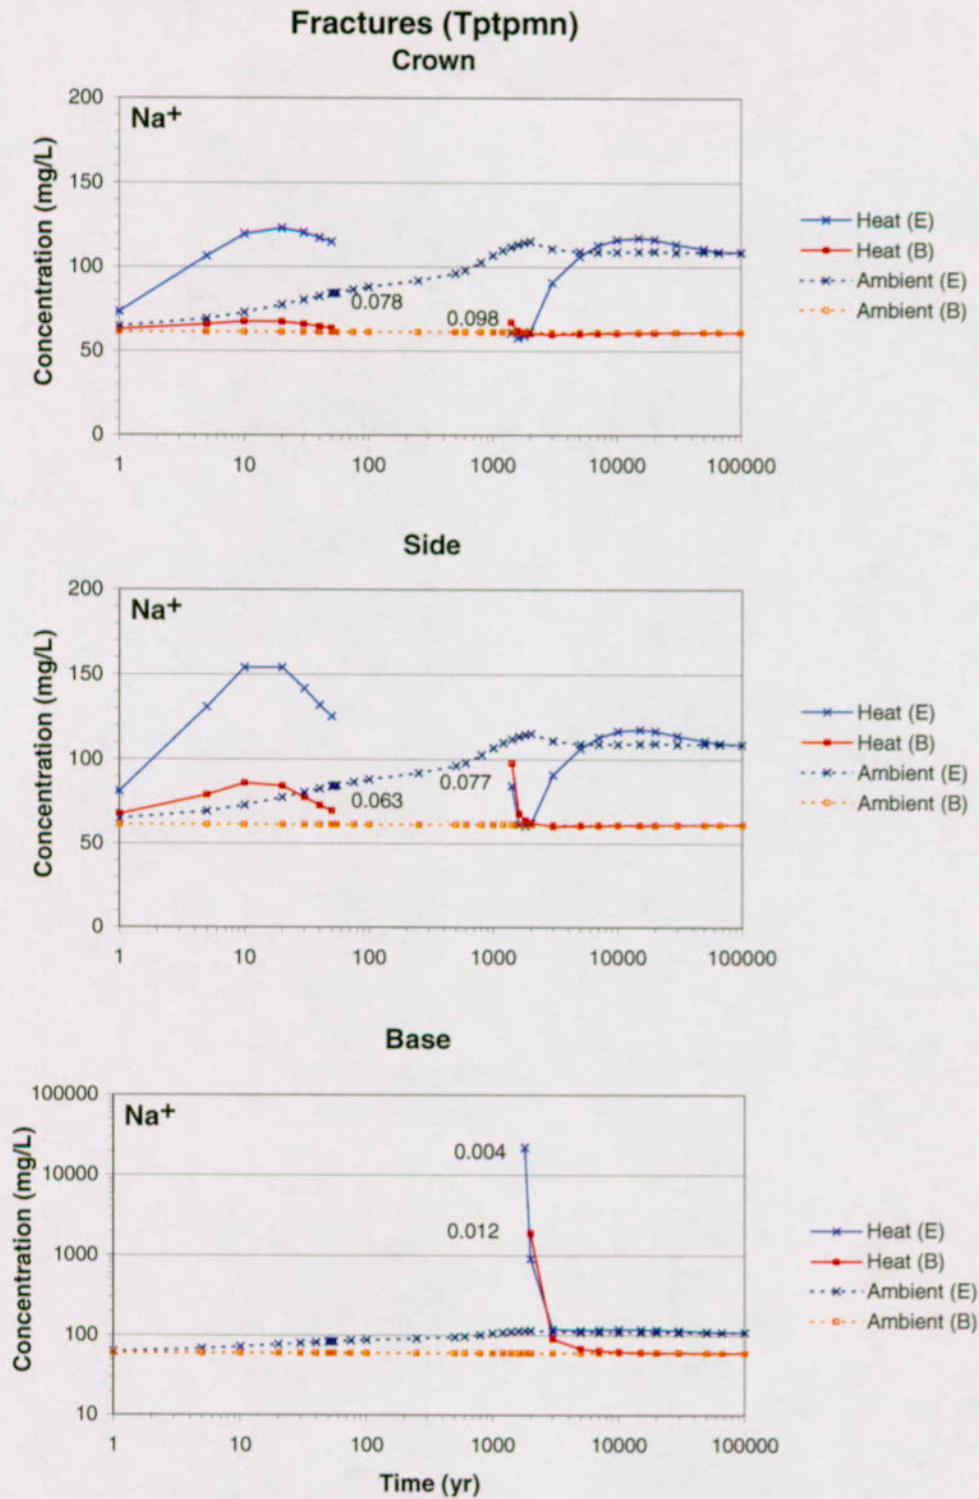 Fractures (Tptpmn)
Crown
Na+
Concentration (mg/L)
200
150
100
50
0
0.078
0.098
1 10 100 1000 10000 100000
Heat (E)
Heat (B)
Ambient (E)
Ambient (B)
Side
Na+
Concentration (mg/L)
200
150
100
50
0
0.063
0.077
1 10 100 1000 10000 100000
Heat (E)
Heat (B)
Ambient (E)
Ambient (B)
Base
Na+
Concentration (mg/L)
100000
10000
1000
100
10
0.004
0.012
1 10 100 1000 10000 100000
Time (yr)
Heat (E)
Heat (B)
Ambient (E)
Ambient (B)